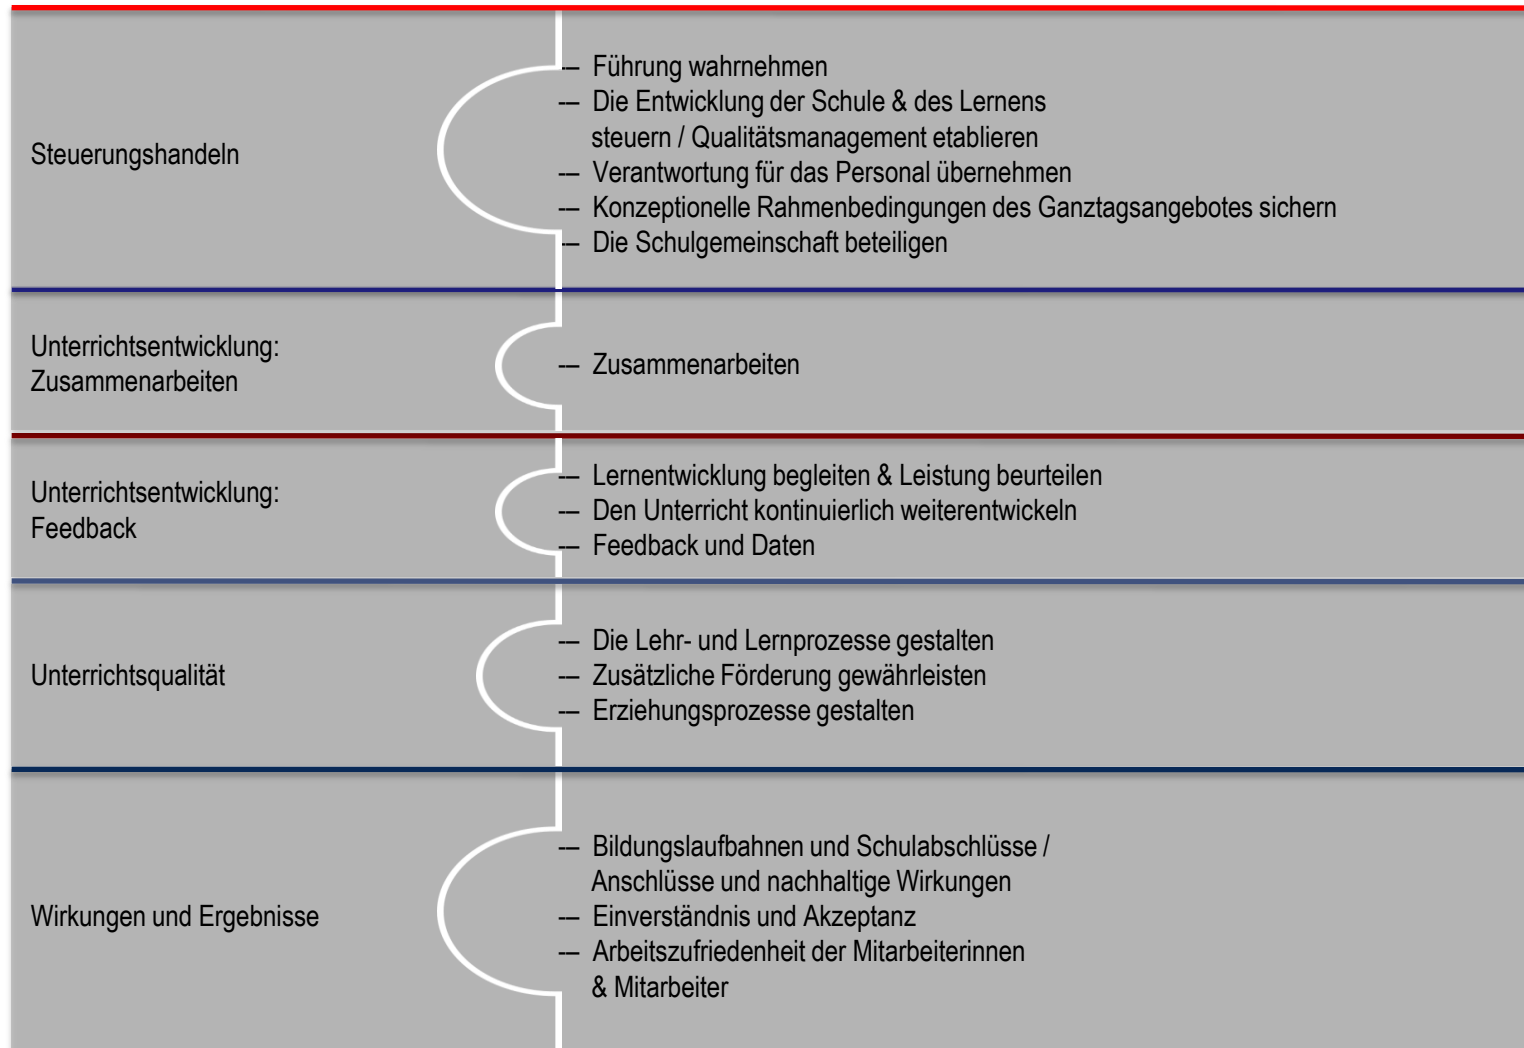 Steuerungshandeln
-– Führung wahrnehmen
-– Die Entwicklung der Schule & des Lernens
steuern / Qualitätsmanagement etablieren
-– Verantwortung für das Personal übernehmen
-– Konzeptionelle Rahmenbedingungen des Ganztagsangebotes sichern
-– Die Schulgemeinschaft beteiligen
Unterrichtsentwicklung:
Zusammenarbeiten
-– Zusammenarbeiten
Unterrichtsentwicklung:
Feedback
-– Lernentwicklung begleiten & Leistung beurteilen
-– Den Unterricht kontinuierlich weiterentwickeln
-– Feedback und Daten
Unterrichtsqualität
-– Die Lehr- und Lernprozesse gestalten
-– Zusätzliche Förderung gewährleisten
-– Erziehungsprozesse gestalten
Wirkungen und Ergebnisse
-– Bildungslaufbahnen und Schulabschlüsse /
Anschlüsse und nachhaltige Wirkungen
-– Einverständnis und Akzeptanz
-– Arbeitszufriedenheit der Mitarbeiterinnen
& Mitarbeiter